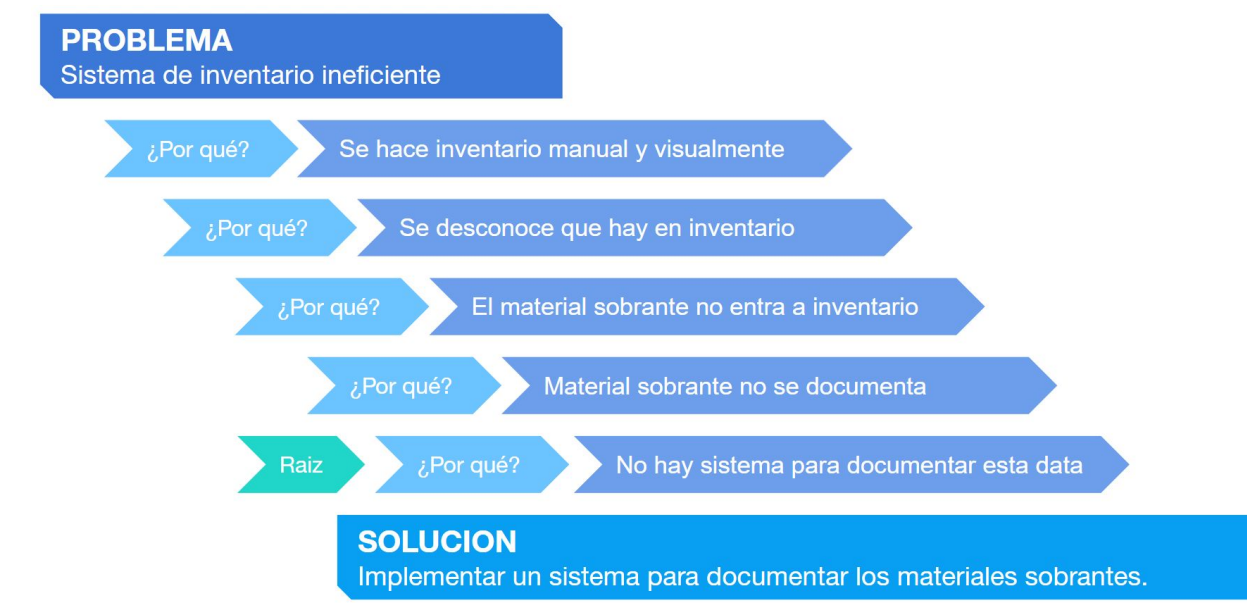 PROBLEMA
Sistema de inventario ineficiente
¿Por qué? Se hace inventario manual y visualmente
¿Por qué? Se desconoce que hay en inventario
¿Por qué? El material sobrante no entra a inventario
¿Por qué? Material sobrante no se documenta
Raiz ¿Por qué? No hay sistema para documentar esta data
SOLUCION
Implementar un sistema para documentar los materiales sobrantes.